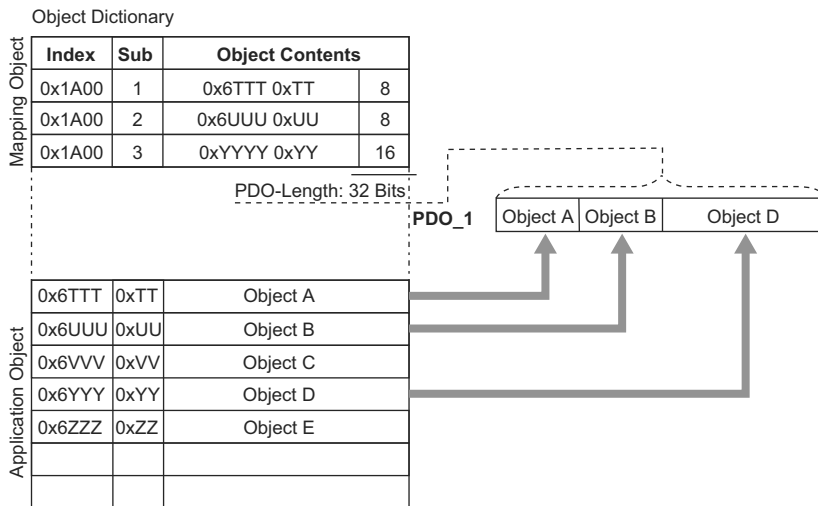 Object Dictionary
Mapping Object
Index Sub Object Contents
0x1A00 1 0x6TTT 0xTT 8
0x1A00 2 0x6UUU 0xUU 8
0x1A00 3 0xYYYY 0xYY 16
PDO-Length: 32 Bits
PDO_1 Object A Object B Object D
Application Object
0x6TTT 0xTT Object A
0x6UUU 0xUU Object B
0x6VVV 0xVV Object C
0x6YYY 0xYY Object D
0x6ZZZ 0xZZ Object E